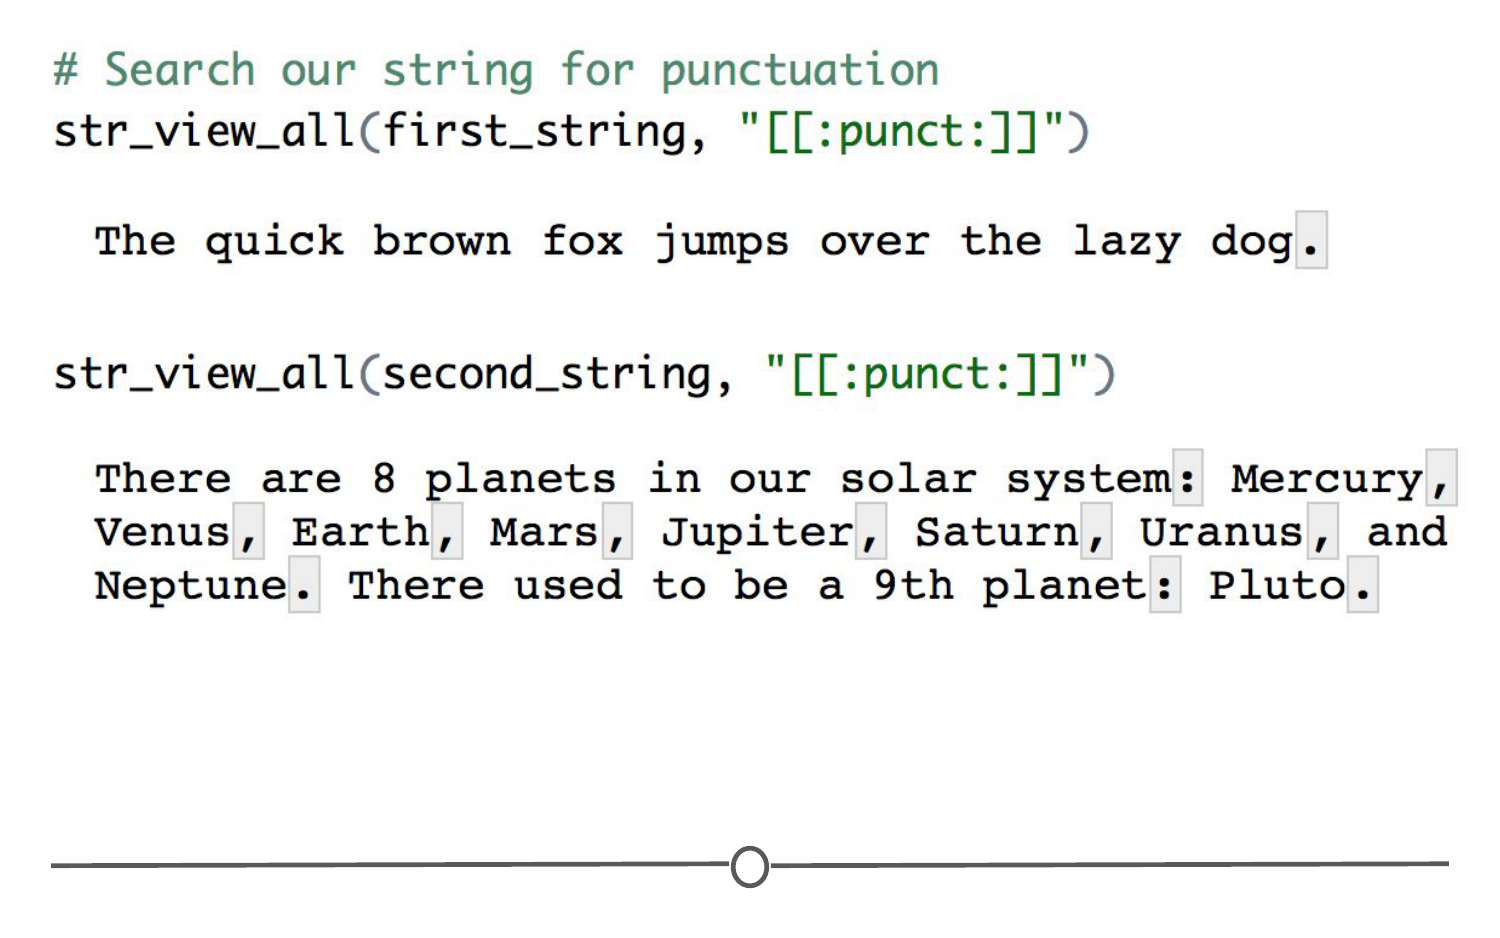 # Search our string for punctuation
str_view_all(first_string, "[[:punct:]]")
The quick brown fox jumps over the lazy dog.
str_view_all(second_string, "[[:punct:]]")
There are 8 planets in our solar system: Mercury,
Venus, Earth, Mars, Jupiter, Saturn, Uranus, and
Neptune. There used to be a 9th planet: Pluto.